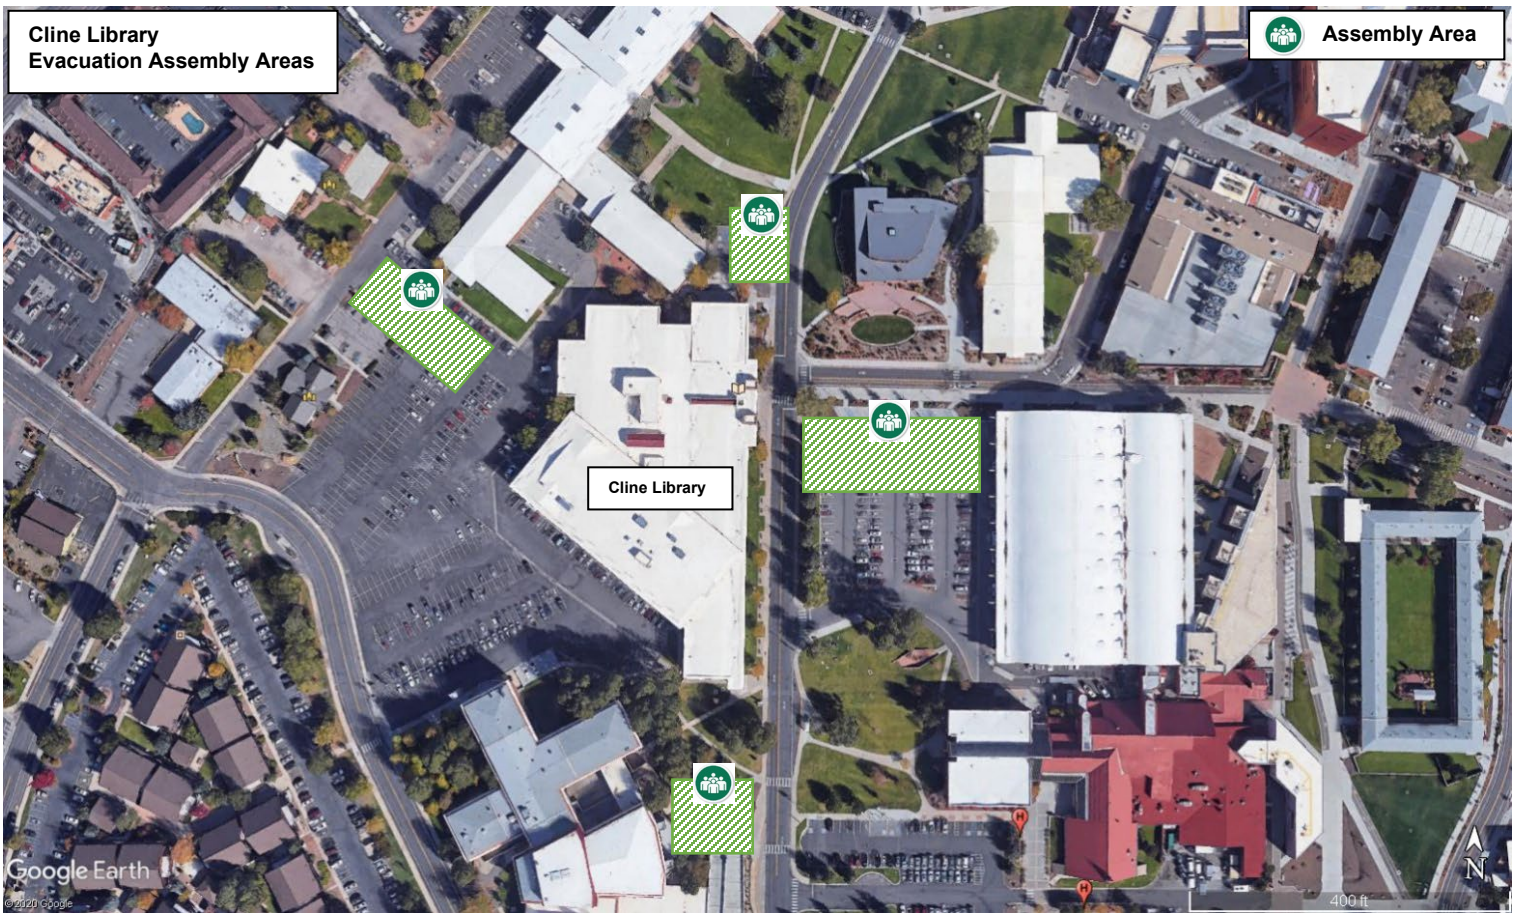 Cline Library
Evacuation Assembly Areas
Assembly Area
Cline Library
H
H
N
400 ft
Google Earth
©2020 Google